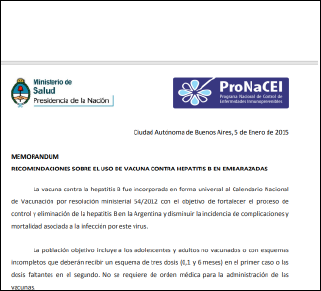 Ministerio de
Salud
Presidencia de la Nación
ProNaCEI
Programa Nacional de Control de
Enfermedades Inmunoprevenibles
Ciudad Autónoma de Buenos Aires, 5 de Enero de 2015
MEMORANDUM
RECOMENDACIONES SOBRE EL USO DE VACUNA CONTRA HEPATITIS B EN EMBARAZADAS
La vacuna contra la hepatitis B fue incorporada en forma universal al Calendario Nacional
de Vacunación por resolución ministerial 54/2012 con el objetivo de fortalecer el proceso de
control y eliminación de la hepatitis B en la Argentina y disminuir la incidencia de complicaciones y
mortalidad asociada a la infección por este virus.
La población objetivo incluye a los adolescentes y adultos no vacunados o con esquemas
incompletos que deberán recibir un esquema de tres dosis (0,1 y 6 meses) en el primer caso o las
dosis faltantes en el segundo. No se requiere de orden médica para la administración de las
vacunas